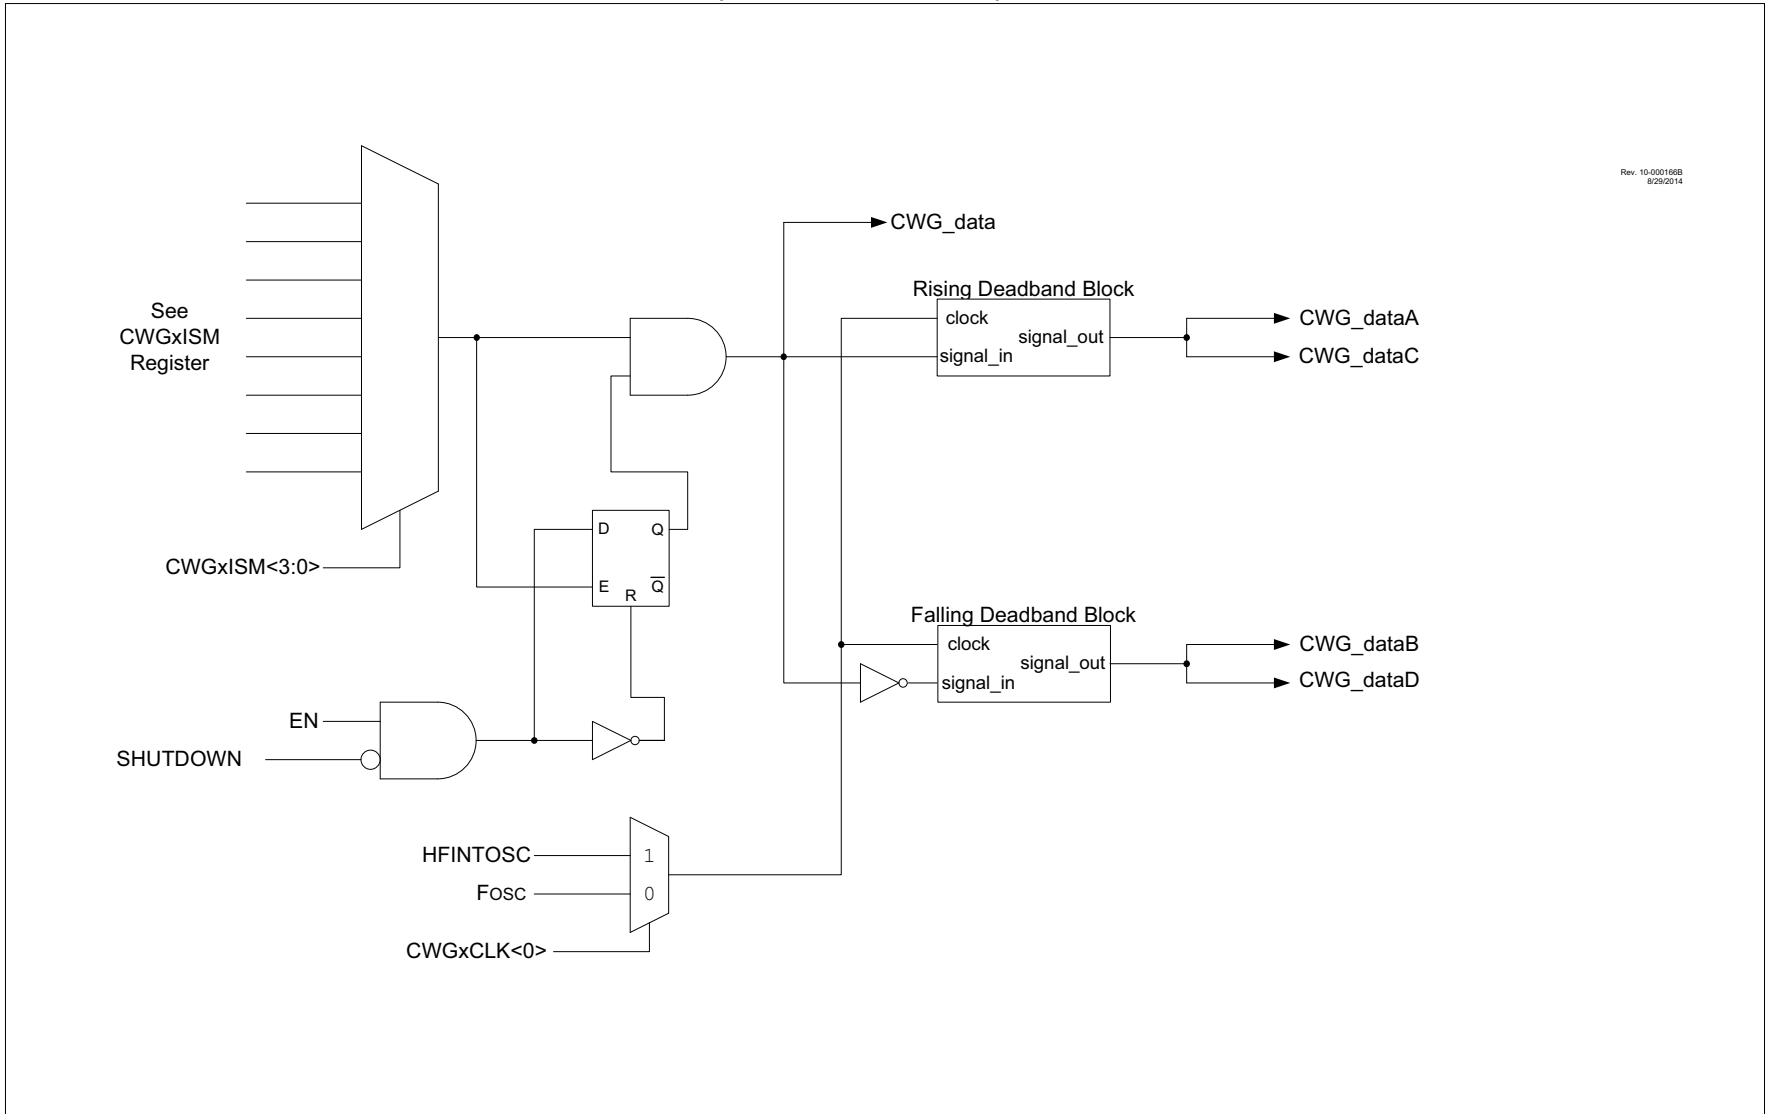 Rev. 10-000166B
8/29/2014
CWG_data
Rising Deadband Block
clock
signal_out
signal_in
CWG_dataA
CWG_dataC
See
CWGxISM
Register
D
Q
E
R
Q
CWGxISM<3:0>
Falling Deadband Block
clock
signal_out
signal_in
CWG_dataB
CWG_dataD
EN
SHUTDOWN
HFINTOSC
1
FOSC
0
CWGxCLK<0>